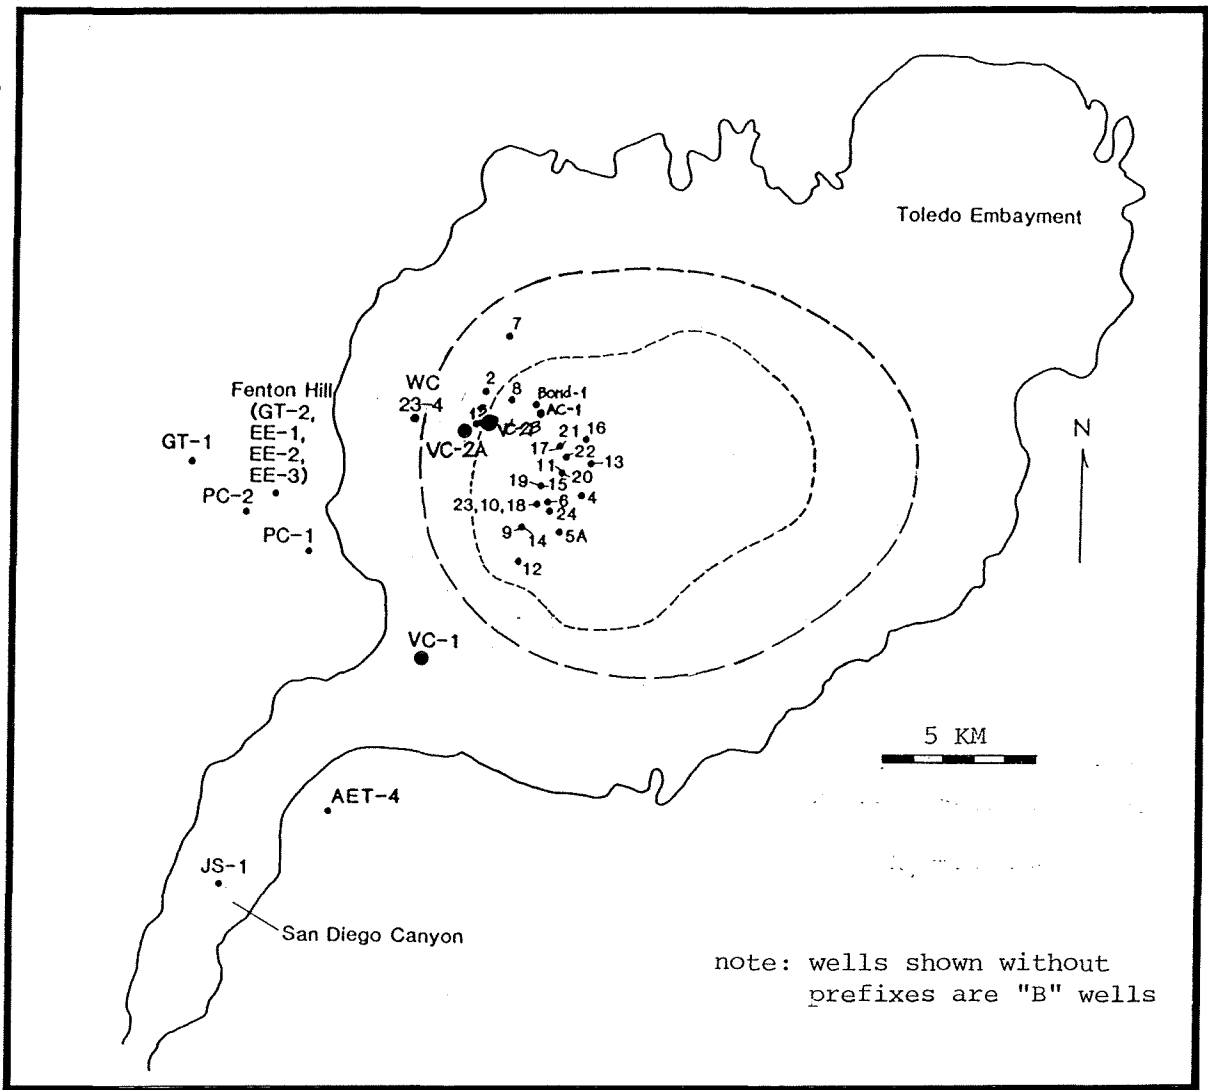 Toledo Embayment
7
2
8
Bond-1
AC-1
WC
23-4
Fenton Hill
(GT-2,
EE-1,
EE-2,
EE-3)
GT-1
PC-2
PC-1
VC-2A
21
16
17
22
13
11
20
19
15
23,10,18
6
4
24
9
14
5A
12
N
VC-1
5 KM
AET-4
JS-1
San Diego Canyon
note: wells shown without
prefixes are "B" wells